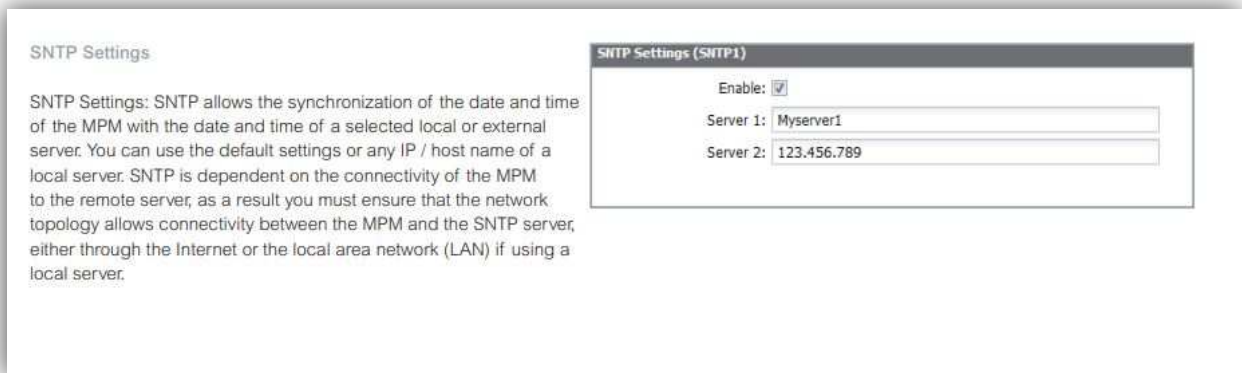 SNTP Settings
SNTP Settings: SNTP allows the synchronization of the date and time
of the MPM with the date and time of a selected local or external
server. You can use the default settings or any IP / host name of a
local server. SNTP is dependent on the connectivity of the MPM
to the remote server, as a result you must ensure that the network
topology allows connectivity between the MPM and the SNTP server,
either through the Internet or the local area network (LAN) if using a
local server.
SNTP Settings (SNTP1)
Enable:
Server 1: Myserver1
Server 2: 123.456.789